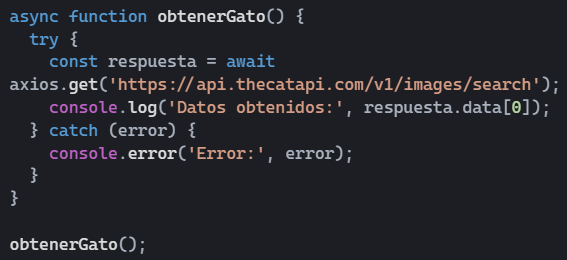 async function obtenerGato() {
  try {
    const respuesta = await
axios.get('https://api.thecatapi.com/v1/images/search');
    console.log('Datos obtenidos:', respuesta.data[0]);
  } catch (error) {
    console.error('Error:', error);
  }
}

obtenerGato();